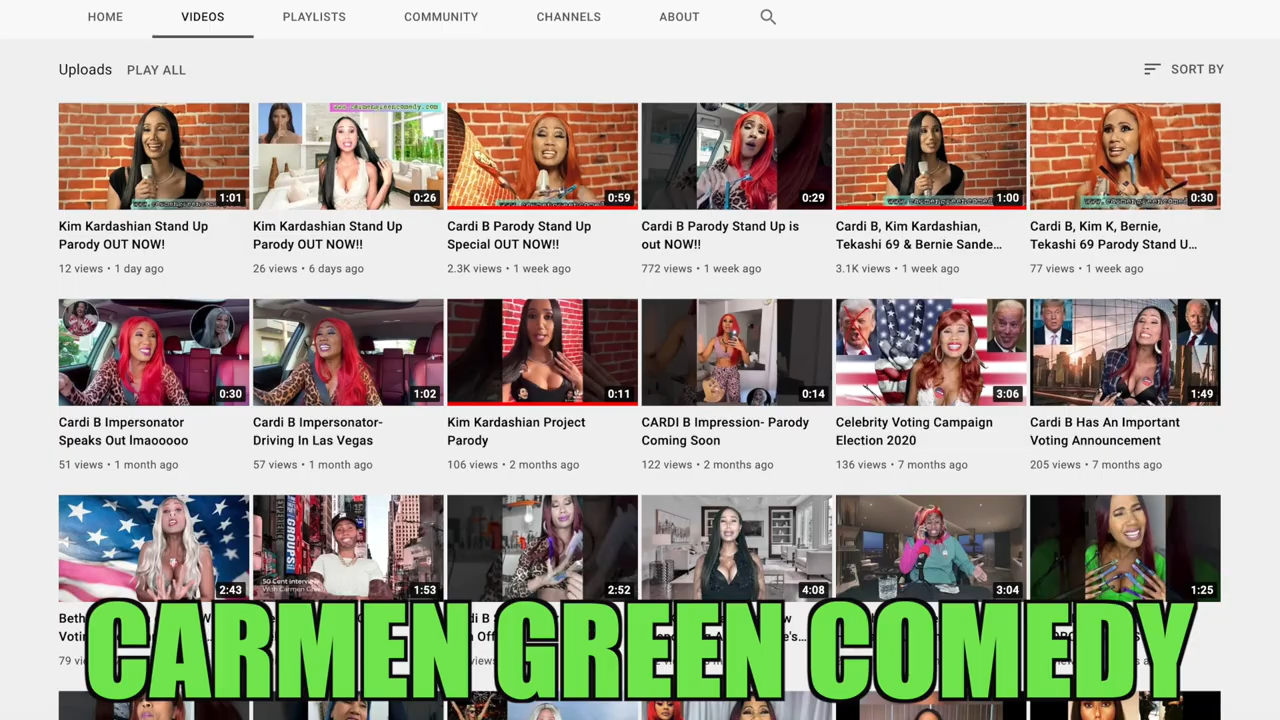 HOME VIDEOS PLAYLISTS COMMUNITY CHANNELS ABOUT
Uploads PLAY ALL SORT BY
www.carmengreencomedy.com
1:01 0:26 0:59 0:29 1:00 0:30
Kim Kardashian Stand Up
Parody OUT NOW!
12 views • 1 day ago
Kim Kardashian Stand Up
Parody OUT NOW!!
26 views • 6 days ago
Cardi B Parody Stand Up
Special OUT NOW!!
2.3K views • 1 week ago
Cardi B Parody Stand Up is
out NOW!!
772 views • 1 week ago
Cardi B, Kim Kardashian,
Tekashi 69 & Bernie Sande...
3.1K views • 1 week ago
Cardi B, Kim K, Bernie,
Tekashi 69 Parody Stand U...
77 views • 1 week ago
0:30 1:02 0:11 0:14 3:06 1:49
Cardi B Impersonator
Speaks Out lmaooooo
51 views • 1 month ago
Cardi B Impersonator-
Driving In Las Vegas
57 views • 1 month ago
Kim Kardashian Project
Parody
106 views • 2 months ago
CARDI B Impression- Parody
Coming Soon
122 views • 2 months ago
Celebrity Voting Campaign
Election 2020
136 views • 7 months ago
Cardi B Has An Important
Voting Announcement
205 views • 7 months ago
50 Cent interview
2:43 1:53 2:52 4:08 3:04 1:25
CARMEN GREEN COMEDY